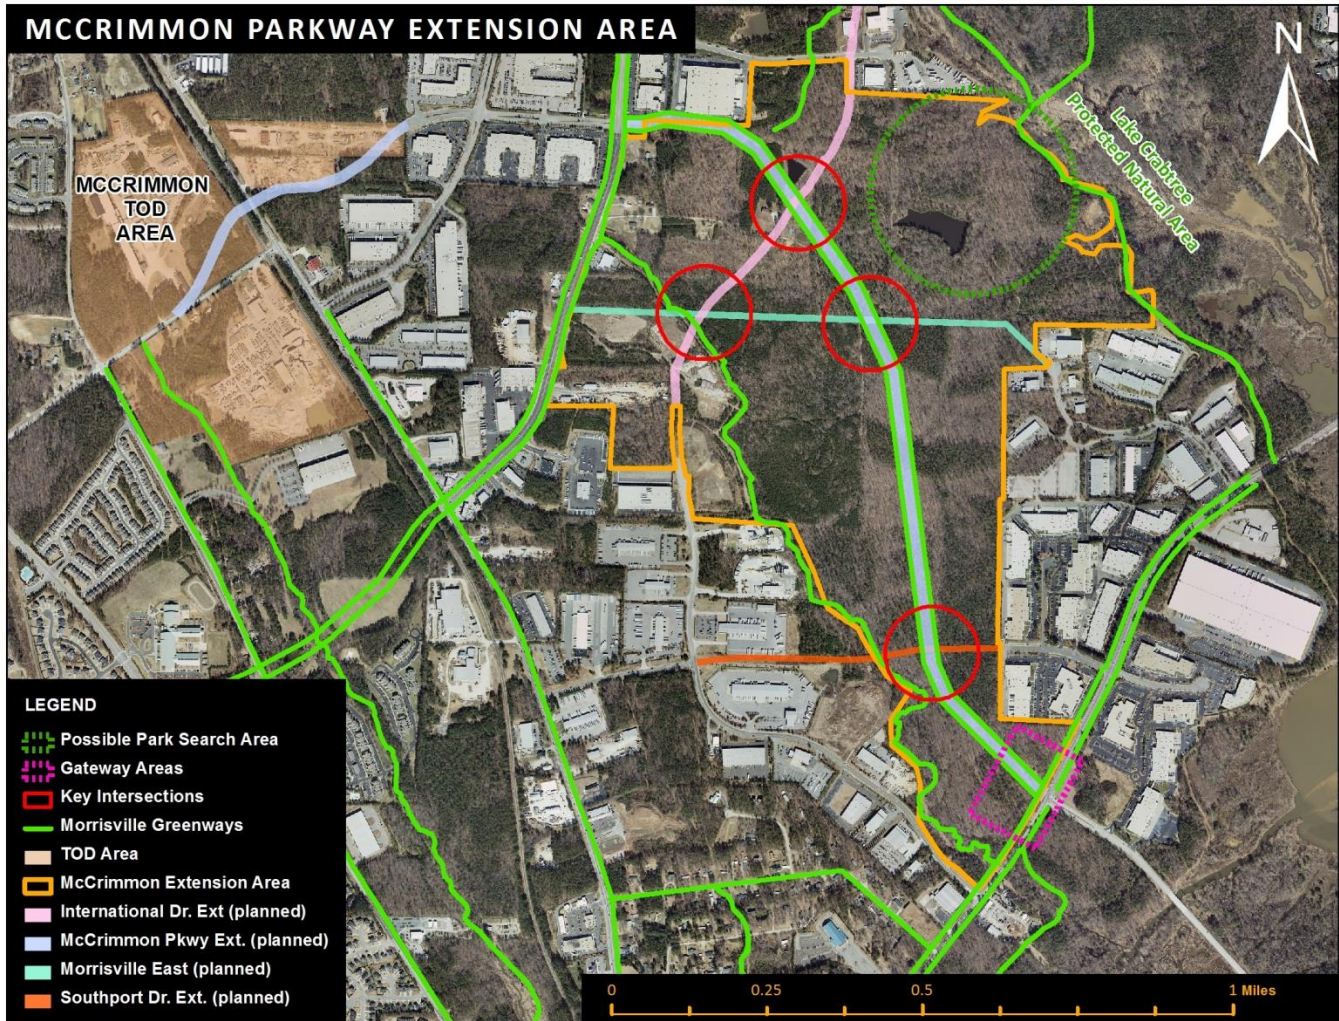 MCCRIMMON PARKWAY EXTENSION AREA
N
Lake Crabtree
Protected Natural Area
MCCRIMMON
TOD
AREA
LEGEND
Possible Park Search Area
Gateway Areas
Key Intersections
Morrisville Greenways
TOD Area
McCrimmon Extension Area
International Dr. Ext (planned)
McCrimmon Pkwy Ext. (planned)
Morrisville East (planned)
Southport Dr. Ext. (planned)
0 0.25 0.5 1 Miles